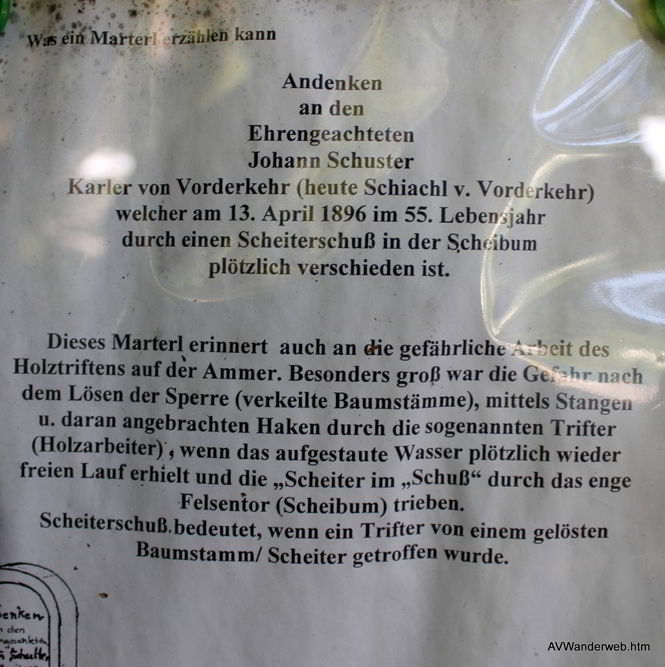 Was ein Marterl erzählen kann
Andenken
an den
Ehrengeachteten
Johann Schuster
Karler von Vorderkehr (heute Schiachl v. Vorderkehr)
welcher am 13. April 1896 im 55. Lebensjahr
durch einen Scheiterschuß in der Scheibum
plötzlich verschieden ist.
Dieses Marterl erinnert auch an die gefährliche Arbeit des
Holztriftens auf der Ammer. Besonders groß war die Gefahr nach
dem Lösen der Sperre (verkeilte Baumstämme), mittels Stangen
u. daran angebrachten Haken durch die sogenannten Trifter
(Holzarbeiter) , wenn das aufgestaute Wasser plötzlich wieder
freien Lauf erhielt und die „Scheiter im „Schuß“ durch das enge
Felsentor (Scheibum) trieben.
Scheiterschuß bedeutet, wenn ein Trifter von einem gelösten
Baumstamm/ Scheiter getroffen wurde.
enken
den
AVWanderweb.htm